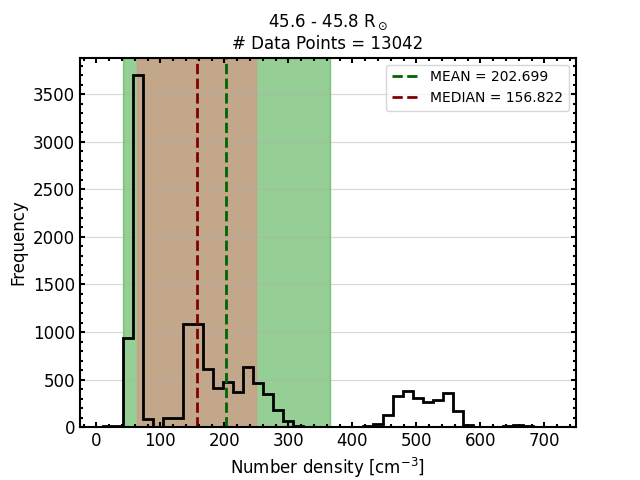 45.6 - 45.8 R⊙
# Data Points = 13042
MEAN = 202.699
MEDIAN = 156.822
Frequency
3500
3000
2500
2000
1500
1000
500
0
0 100 200 300 400 500 600 700
Number density [cm⁻³]